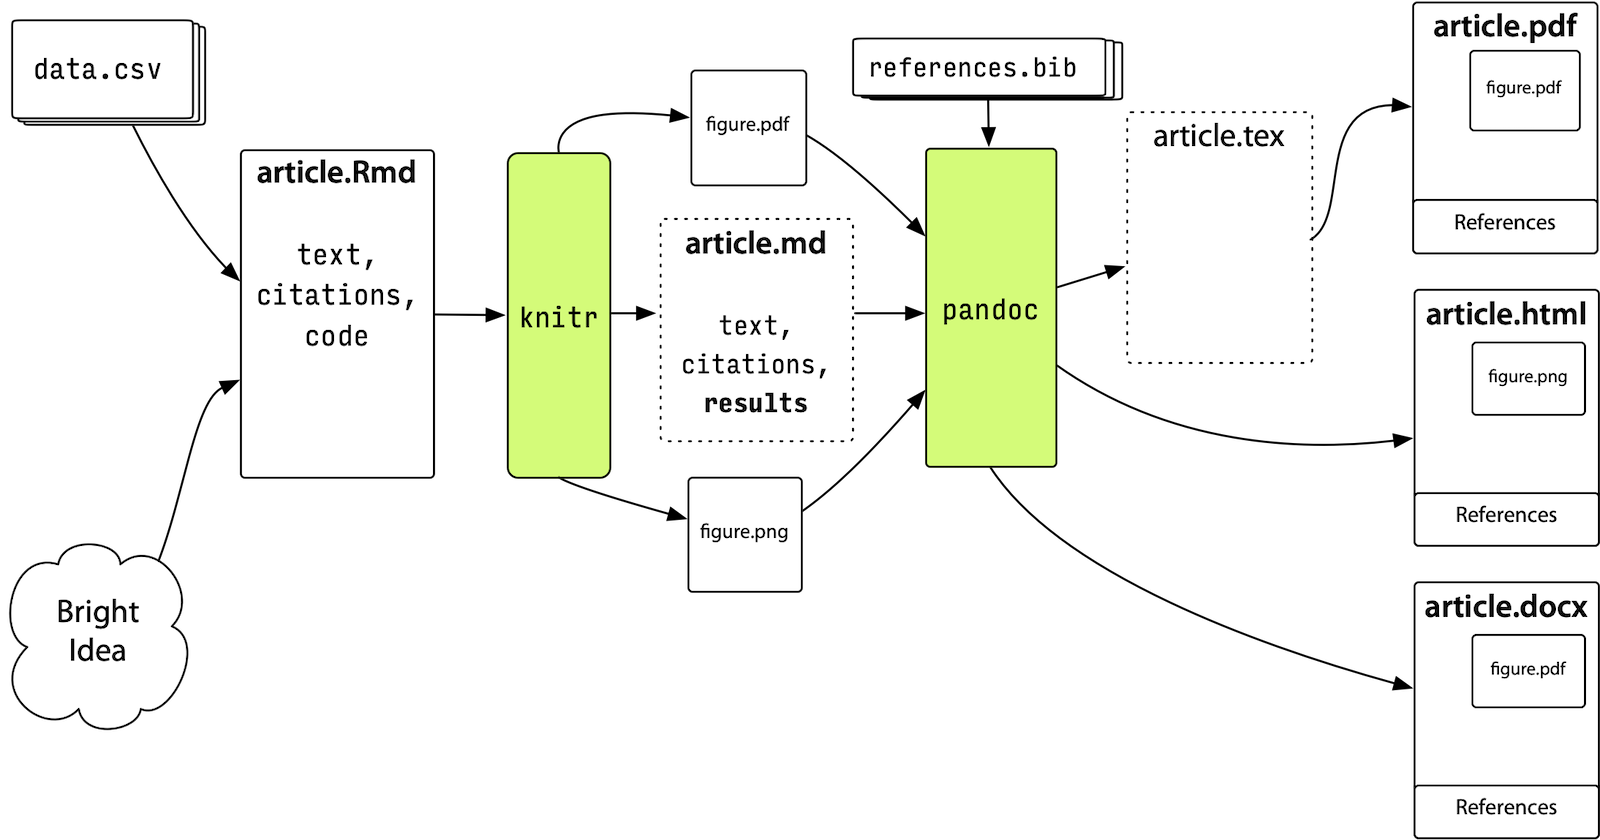 data.csv
article.Rmd
text,
citations,
code
Bright
Idea
knitr
figure.pdf
article.md
text,
citations,
results
figure.png
references.bib
pandoc
article.tex
article.pdf
figure.pdf
References
article.html
figure.png
References
article.docx
figure.pdf
References